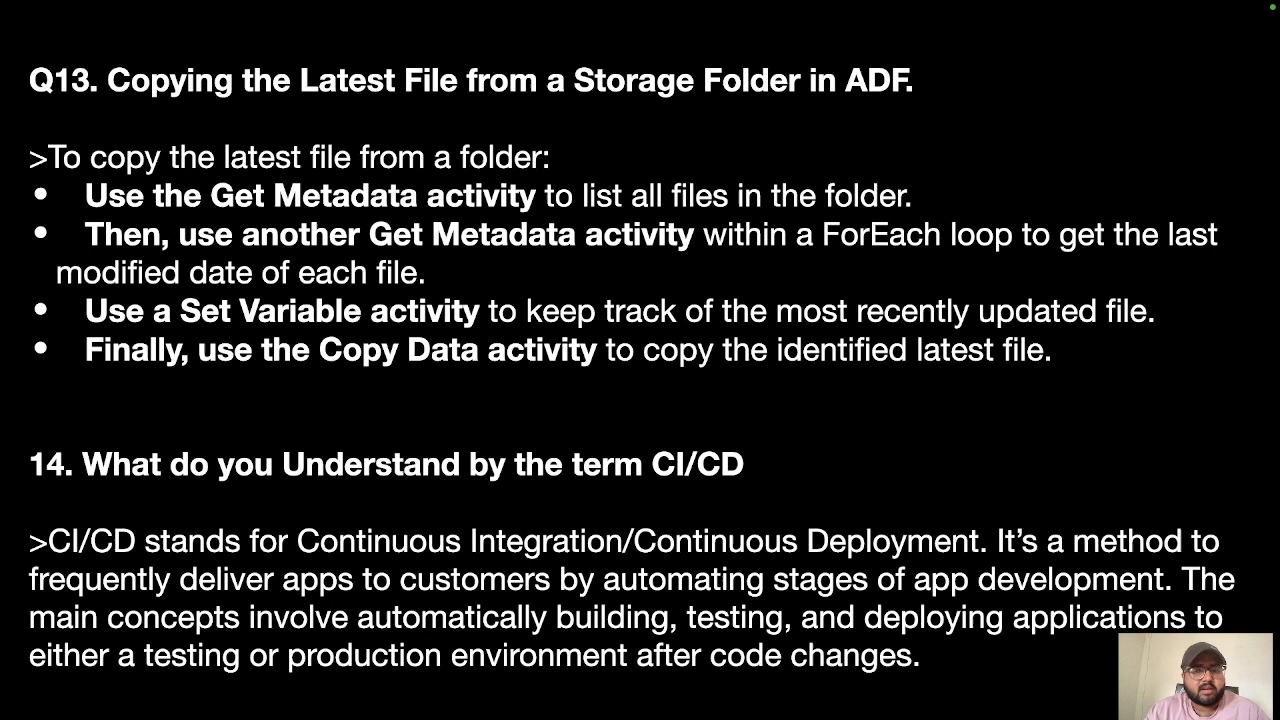 Q13. Copying the Latest File from a Storage Folder in ADF.
>To copy the latest file from a folder:
• Use the Get Metadata activity to list all files in the folder.
• Then, use another Get Metadata activity within a ForEach loop to get the last
modified date of each file.
• Use a Set Variable activity to keep track of the most recently updated file.
• Finally, use the Copy Data activity to copy the identified latest file.
14. What do you Understand by the term CI/CD
>CI/CD stands for Continuous Integration/Continuous Deployment. It’s a method to
frequently deliver apps to customers by automating stages of app development. The
main concepts involve automatically building, testing, and deploying applications to
either a testing or production environment after code changes.